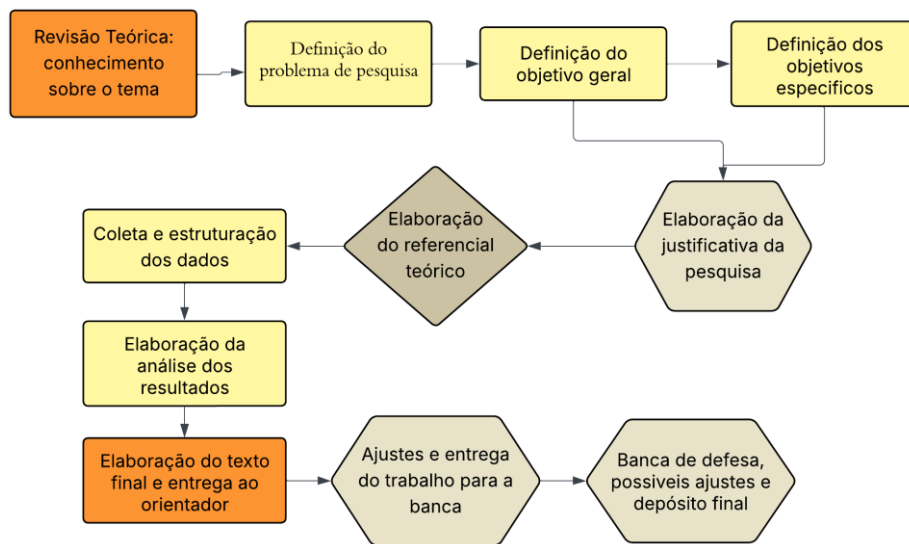 Revisão Teórica:
conhecimento
sobre o tema
Definição do
problema de pesquisa
Definição do
objetivo geral
Definição dos
objetivos
especificos
Elaboração da
justificativa da
pesquisa
Elaboração
do referencial
teórico
Coleta e estruturação
dos dados
Elaboração da
análise dos
resultados
Elaboração do texto
final e entrega ao
orientador
Ajustes e entrega
do trabalho para a
banca
Banca de defesa,
possiveis ajustes e
depósito final